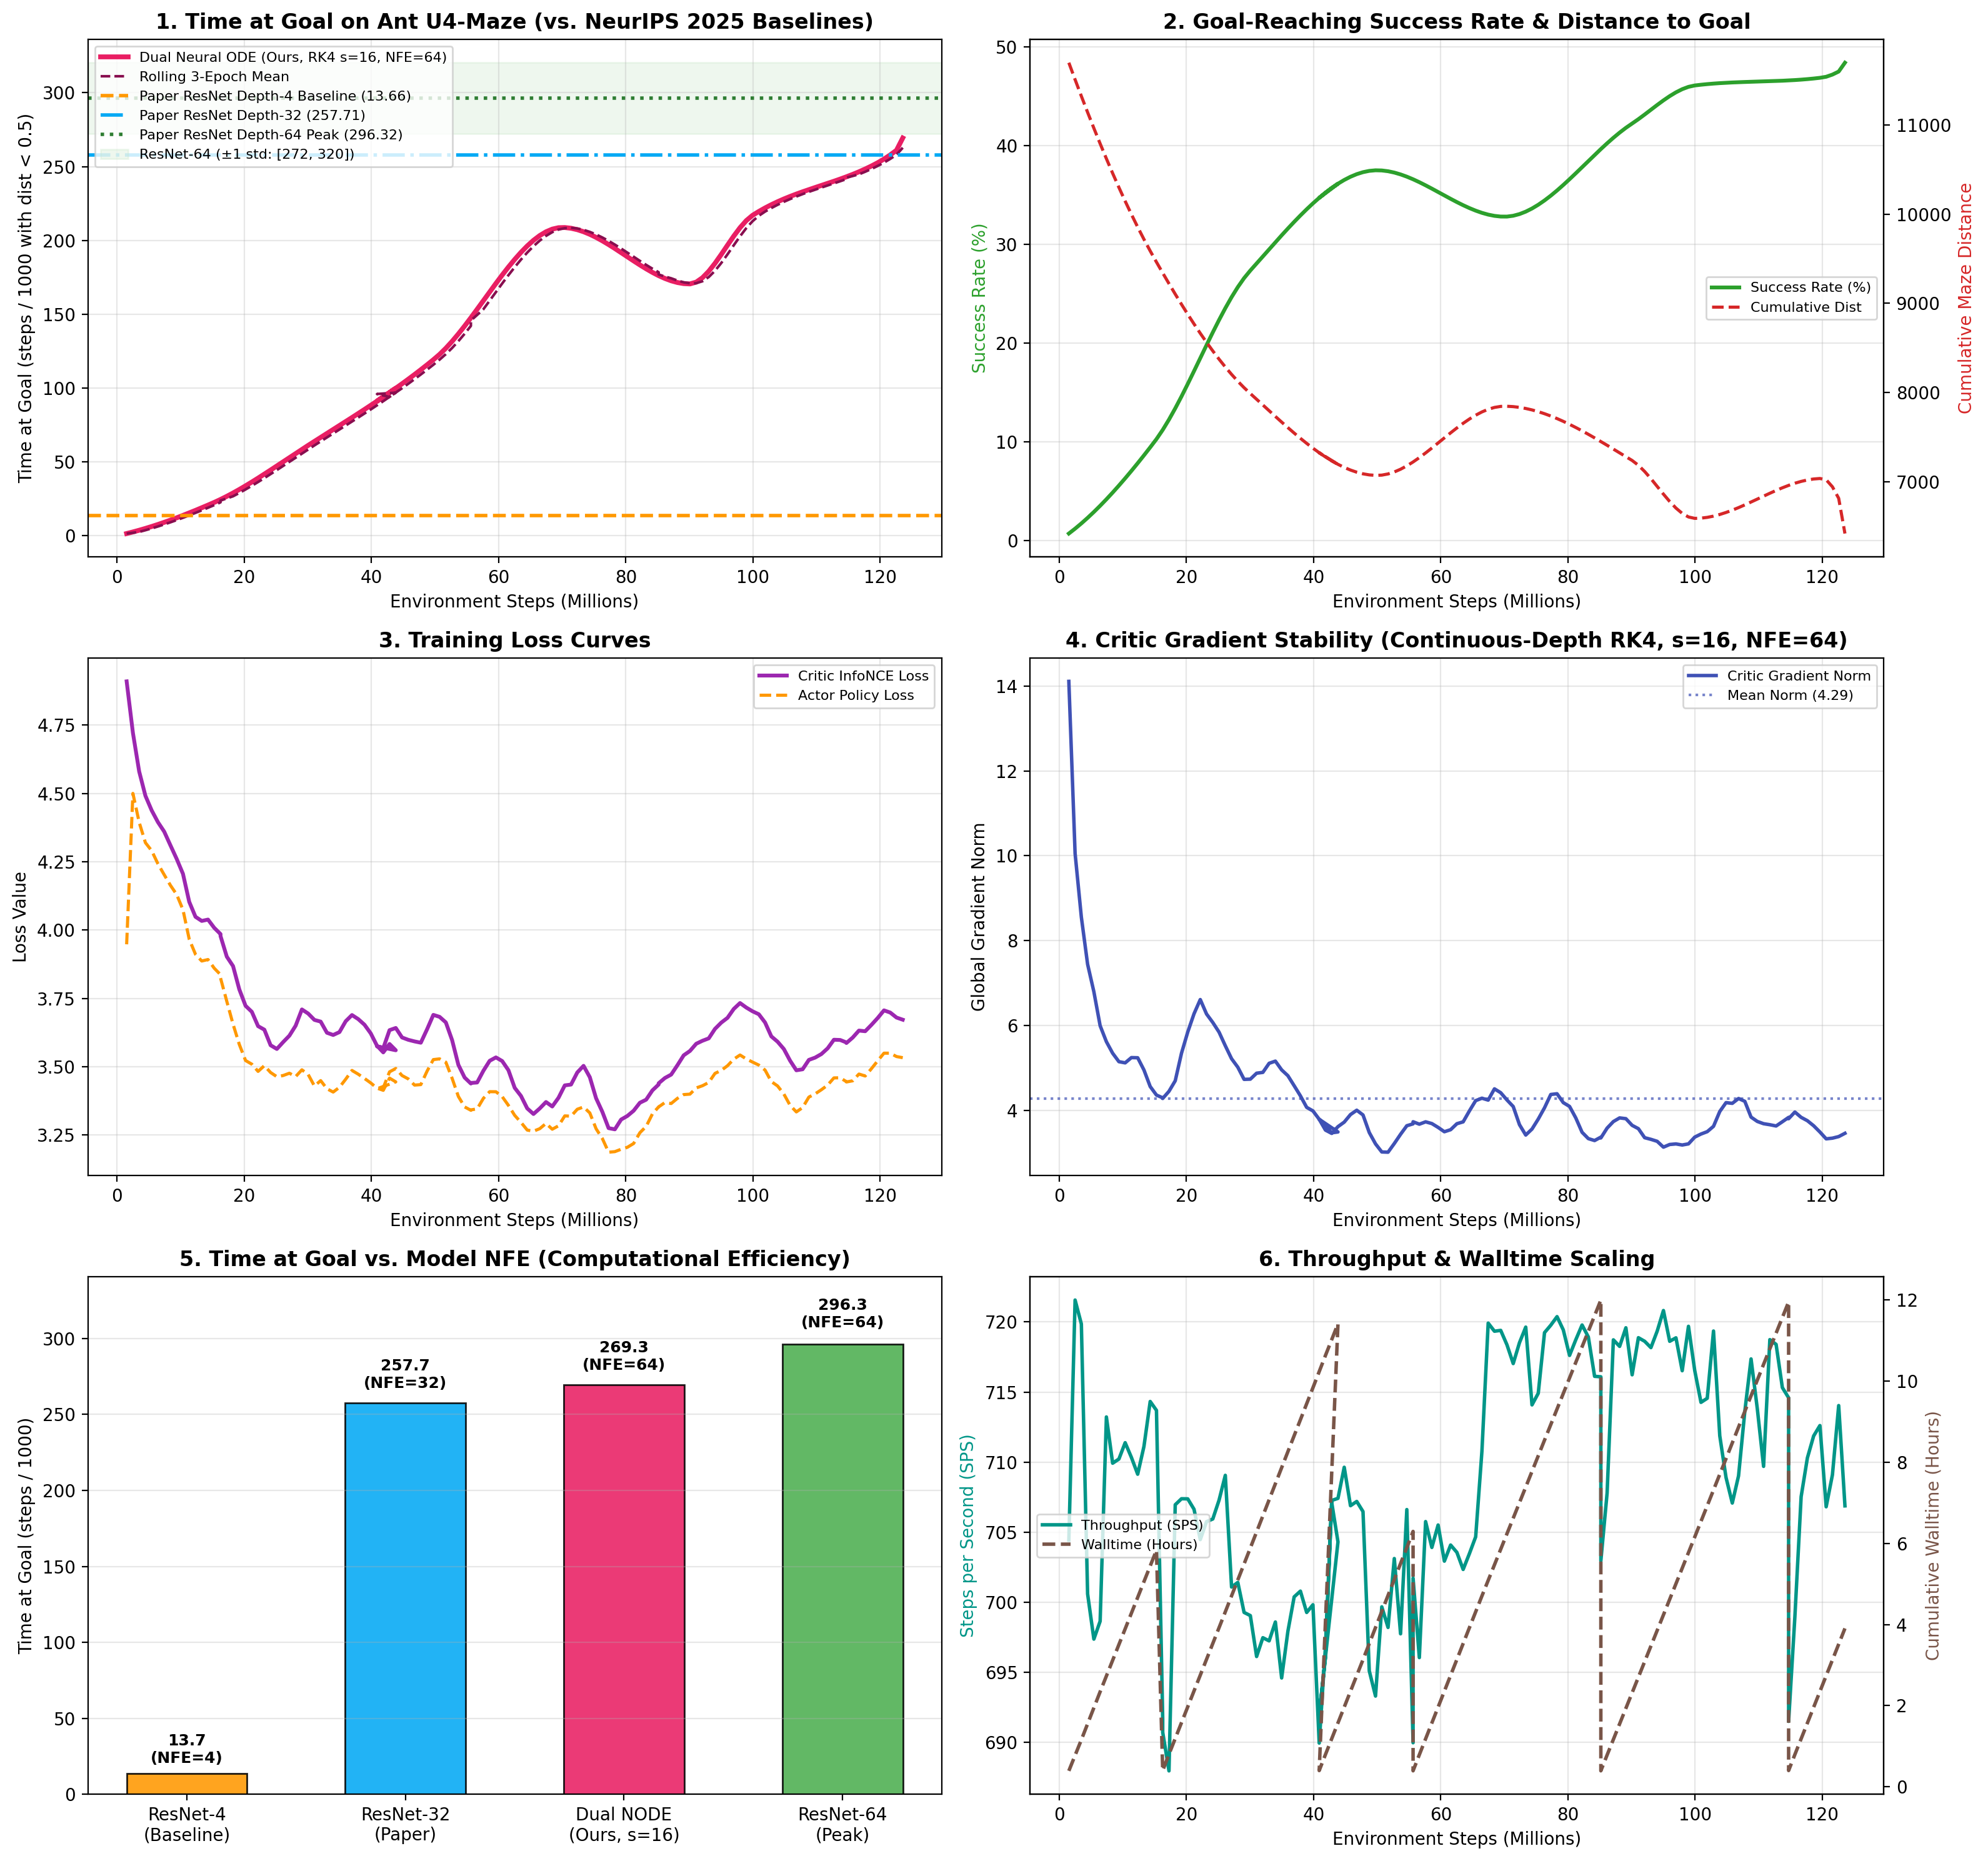 1. Time at Goal on Ant U4-Maze (vs. NeurIPS 2025 Baselines)
Time at Goal (steps / 1000 with dist < 0.5)
300
250
200
150
100
50
0
Dual Neural ODE (Ours, RK4 s=16, NFE=64)
Rolling 3-Epoch Mean
Paper ResNet Depth-4 Baseline (13.66)
Paper ResNet Depth-32 (257.71)
Paper ResNet Depth-64 Peak (296.32)
ResNet-64 (±1 std: [272, 320])
0 20 40 60 80 100 120
Environment Steps (Millions)
2. Goal-Reaching Success Rate & Distance to Goal
Success Rate (%)
50
40
30
20
10
0
Success Rate (%)
Cumulative Dist
11000
10000
9000
8000
7000
Cumulative Maze Distance
0 20 40 60 80 100 120
Environment Steps (Millions)
3. Training Loss Curves
Loss Value
4.75
4.50
4.25
4.00
3.75
3.50
3.25
Critic InfoNCE Loss
Actor Policy Loss
0 20 40 60 80 100 120
Environment Steps (Millions)
4. Critic Gradient Stability (Continuous-Depth RK4, s=16, NFE=64)
Global Gradient Norm
14
12
10
8
6
4
Critic Gradient Norm
Mean Norm (4.29)
0 20 40 60 80 100 120
Environment Steps (Millions)
5. Time at Goal vs. Model NFE (Computational Efficiency)
Time at Goal (steps / 1000)
300
250
200
150
100
50
0
13.7
(NFE=4)
257.7
(NFE=32)
269.3
(NFE=64)
296.3
(NFE=64)
ResNet-4
(Baseline)
ResNet-32
(Paper)
Dual NODE
(Ours, s=16)
ResNet-64
(Peak)
6. Throughput & Walltime Scaling
Steps per Second (SPS)
720
715
710
705
700
695
690
Throughput (SPS)
Walltime (Hours)
12
10
8
6
4
2
0
Cumulative Walltime (Hours)
0 20 40 60 80 100 120
Environment Steps (Millions)